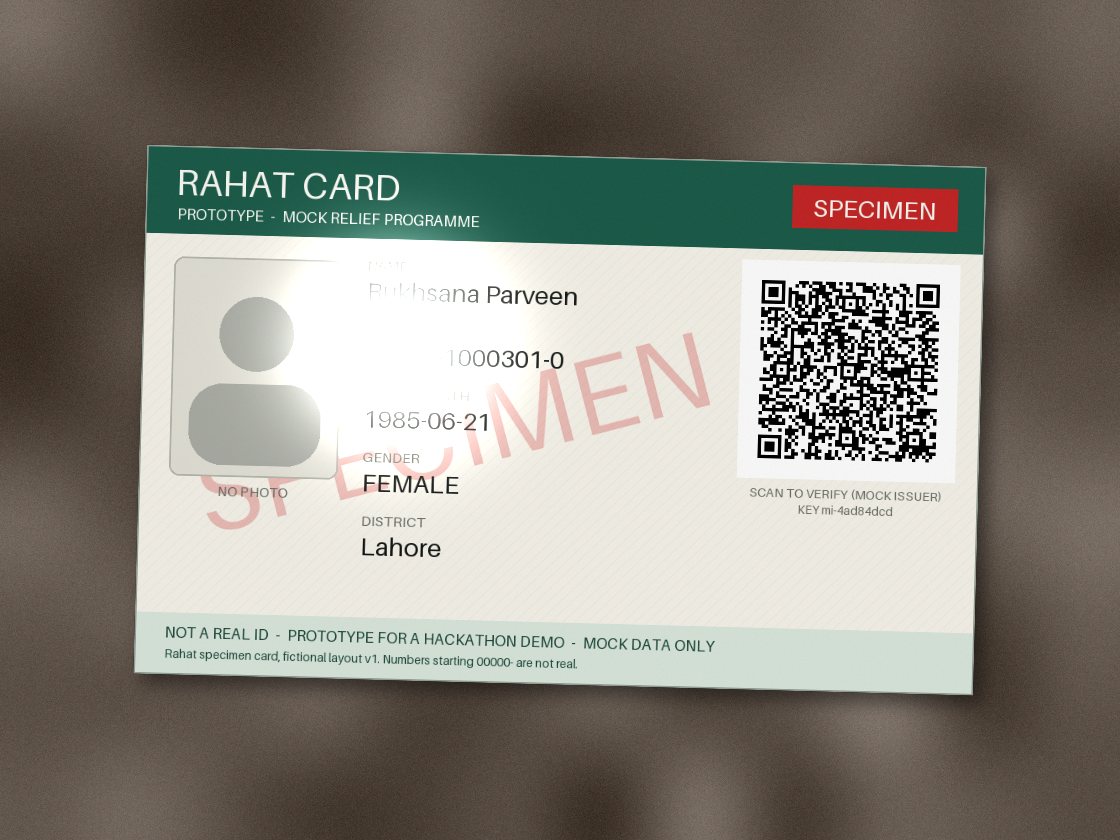 RAHAT CARD
PROTOTYPE - MOCK RELIEF PROGRAMME
SPECIMEN
NAME
Rukhsana Parveen
1985-06-21
GENDER
FEMALE
DISTRICT
Lahore
NO PHOTO
SPECIMEN
SCAN TO VERIFY (MOCK ISSUER)
KEY mi-4ad84dcd
NOT A REAL ID - PROTOTYPE FOR A HACKATHON DEMO - MOCK DATA ONLY
Rahat specimen card, fictional layout v1. Numbers starting 00000- are not real.